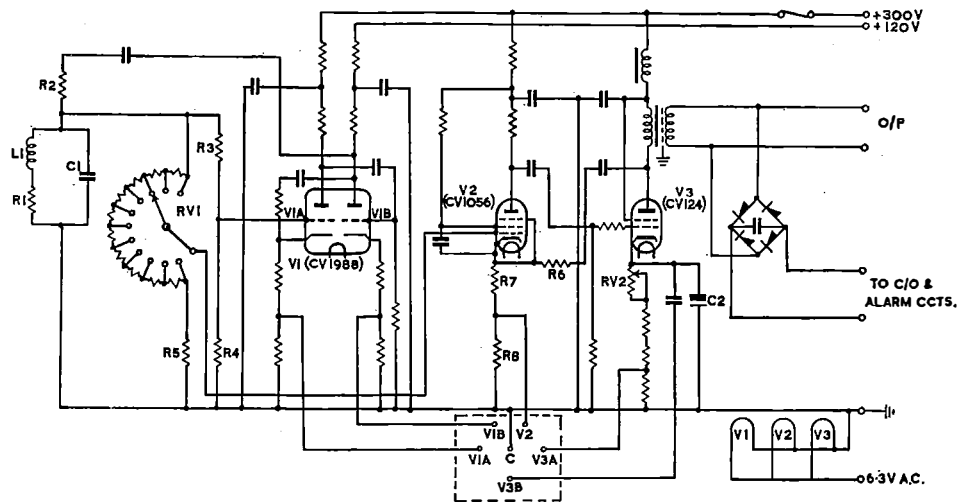 +300V
+120V
R2
L1
C1
R1
R3
RV1
R5
R4
V1A
V1B
V1 (CV1988)
V2
(CV1056)
R6
R7
R8
V3
(CV124)
RV2
C2
O/P
TO C/O &
ALARM CCTS.
V1B
V2
V1A
C
V3A
V3B
V1
V2
V3
6·3V A.C.